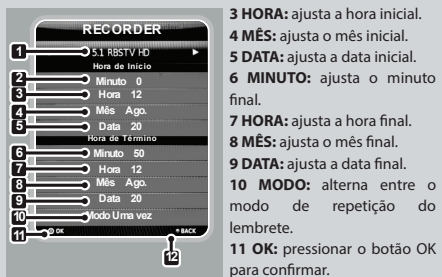 RECORDER
1 5.1 RBSTV HD
Hora de Início
2 Minuto 0
3 Hora 12
4 Mês Ago.
5 Data 20
Hora de Término
6 Minuto 50
7 Hora 12
8 Mês Ago.
9 Data 20
10 Modo Uma vez
11 OK BACK
12
3 HORA: ajusta a hora inicial.
4 MÊS: ajusta o mês inicial.
5 DATA: ajusta a data inicial.
6 MINUTO: ajusta o minuto
final.
7 HORA: ajusta a hora final.
8 MÊS: ajusta o mês final.
9 DATA: ajusta a data final.
10 MODO: alterna entre o
modo de repetição do
lembrete.
11 OK: pressionar o botão OK
para confirmar.